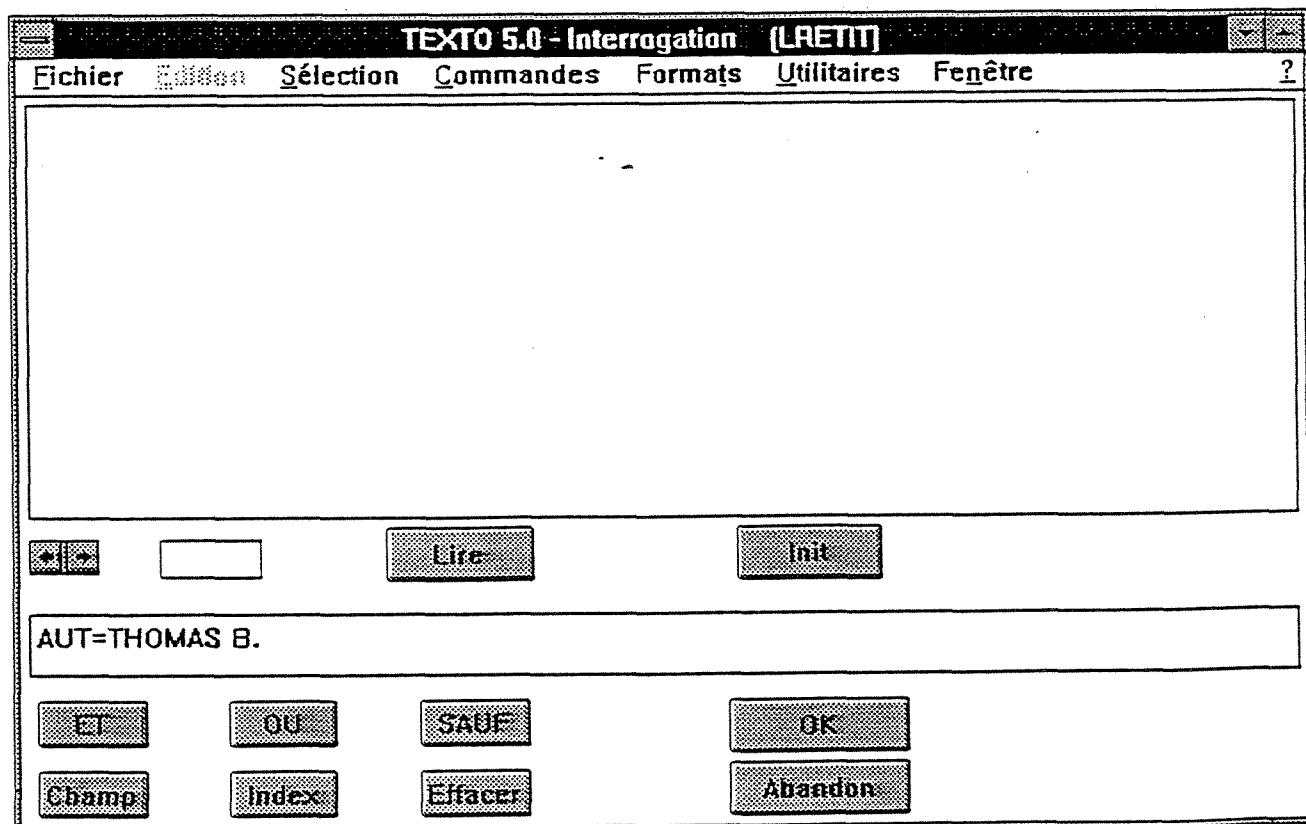 TEXTO 5.0 - Interrogation [LAETIT]
Fichier Edition Sélection Commandes Formats Utilitaires Fenêtre ?
Lire Init
AUT=THOMAS B.
ET OU SAUF OK
Champ Index Effacer Abandon